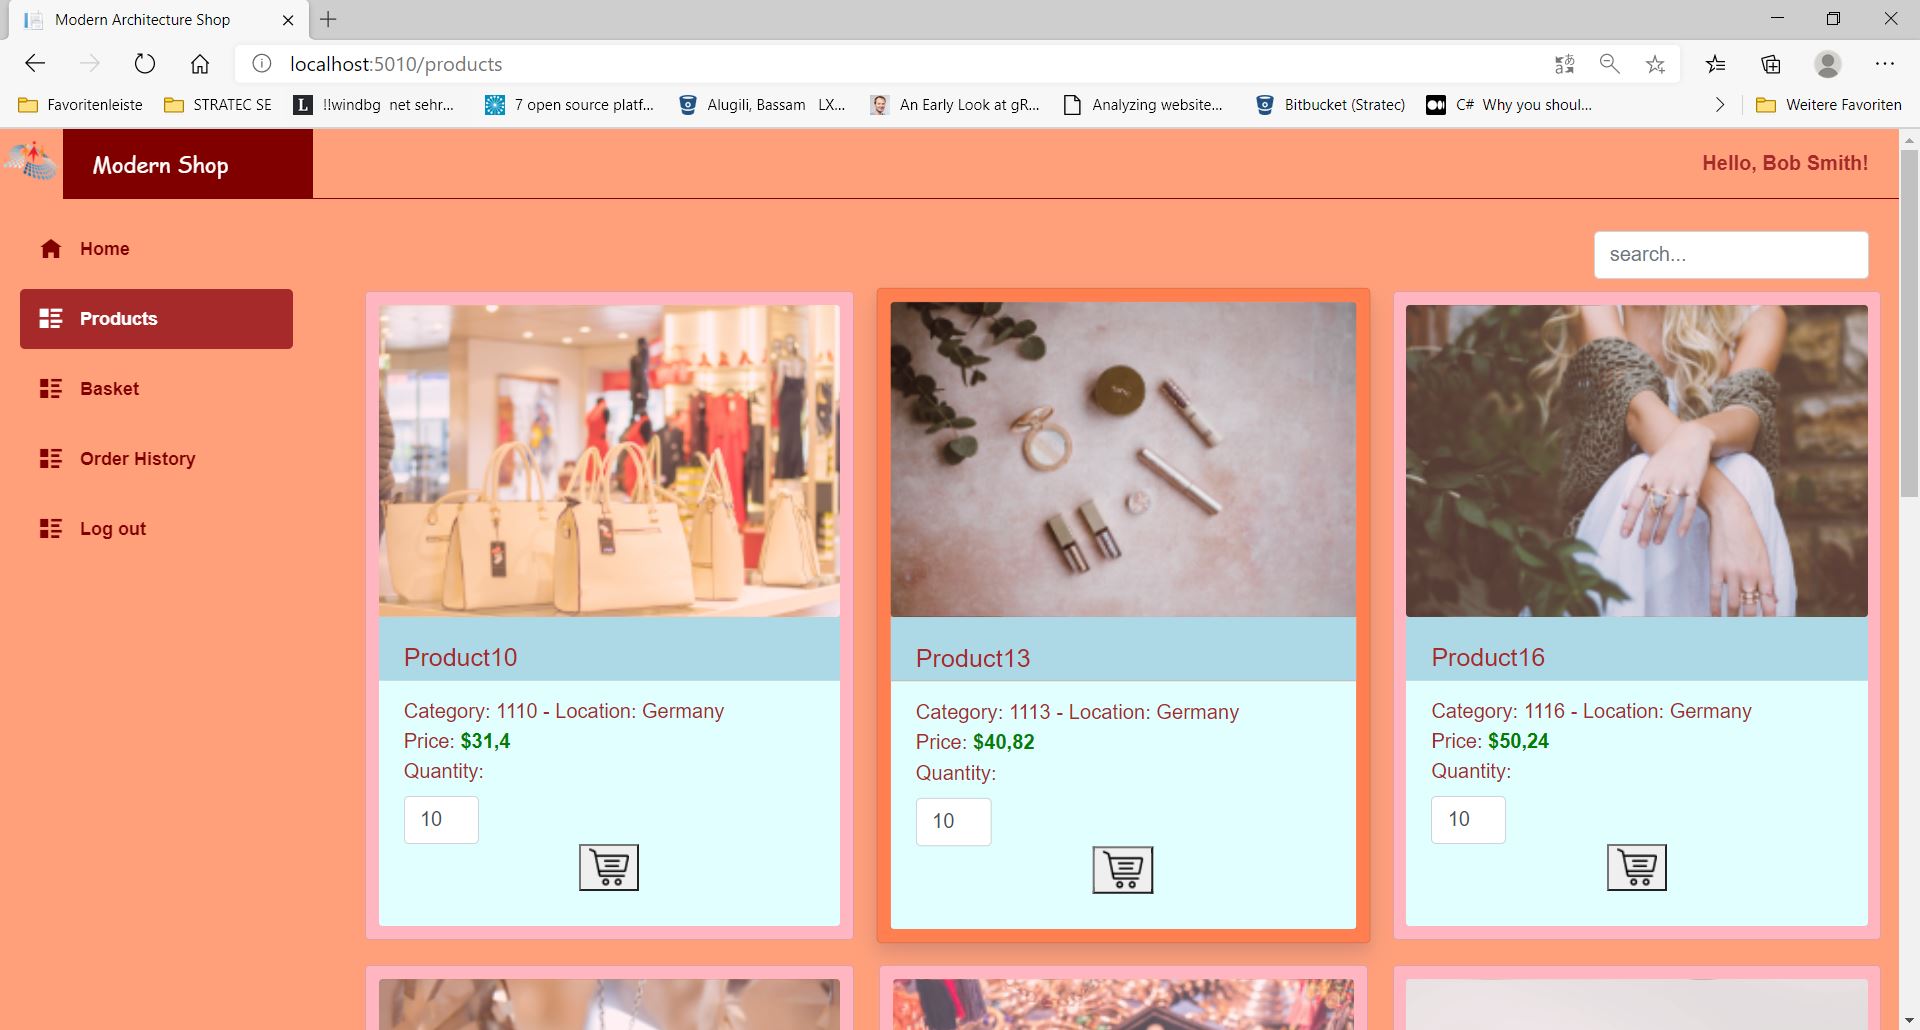 Modern Architecture Shop
localhost:5010/products
Favoritenleiste STRATEC SE !!windbg net sehr... 7 open source platf... Alugili, Bassam LX... An Early Look at gR... Analyzing website... Bitbucket (Stratec) C# Why you shoul... Weitere Favoriten
Modern Shop
Hello, Bob Smith!
Home
search...
Products
Basket
Order History
Log out
Product10
Category: 1110 - Location: Germany
Price: $31,4
Quantity:
10
Product13
Category: 1113 - Location: Germany
Price: $40,82
Quantity:
10
Product16
Category: 1116 - Location: Germany
Price: $50,24
Quantity:
10